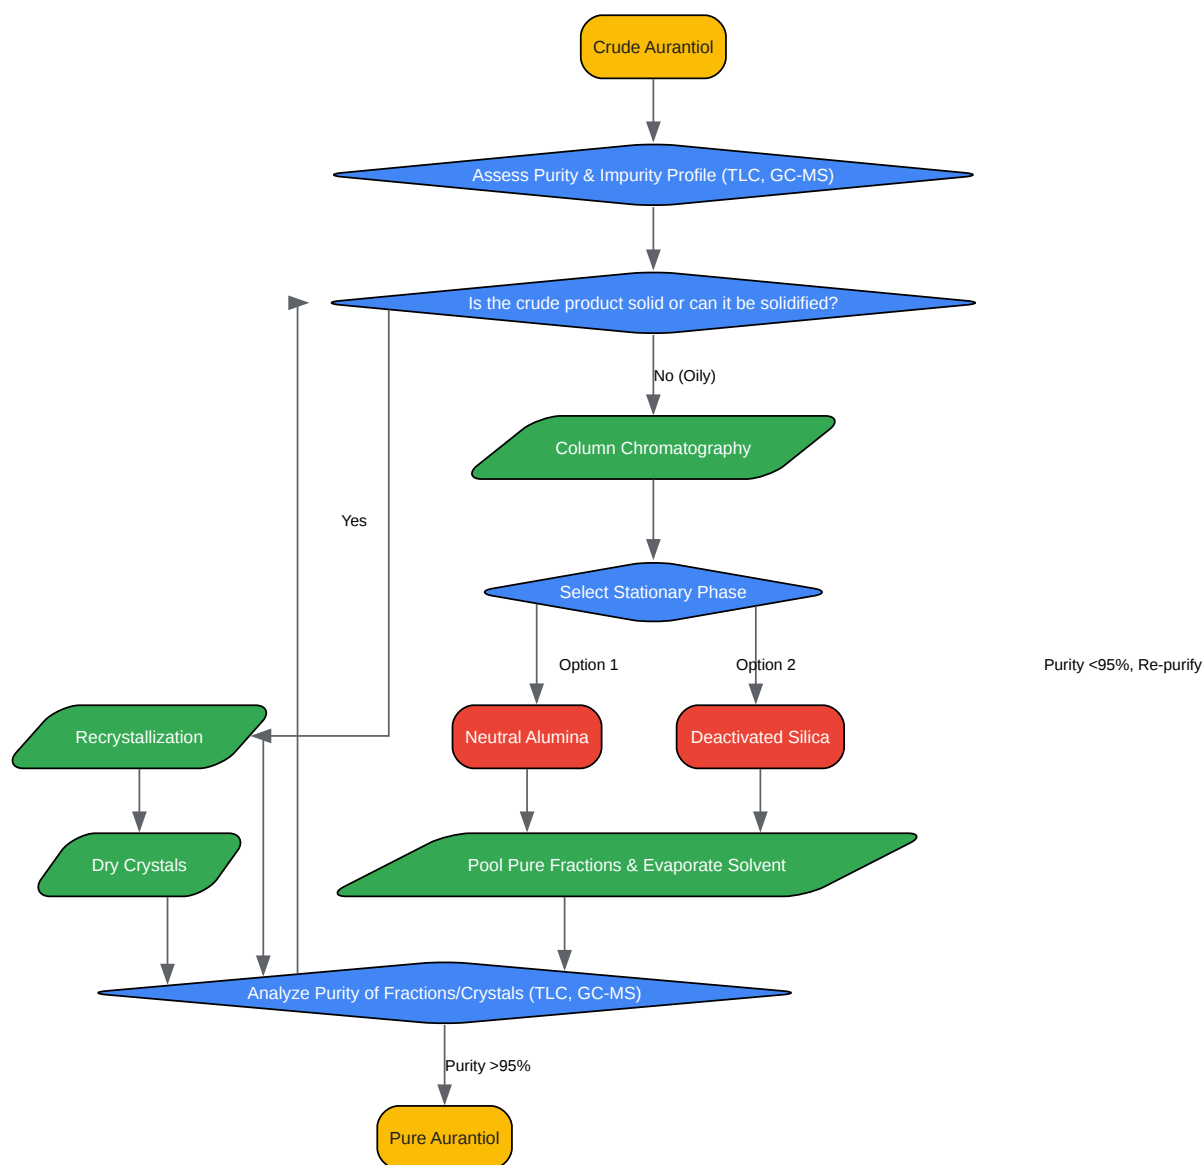 Crude Aurantiol
Assess Purity & Impurity Profile (TLC, GC-MS)
Is the crude product solid or can it be solidified?
No (Oily)
Column Chromatography
Yes
Select Stationary Phase
Option 1
Option 2
Purity <95%, Re-purify
Recrystallization
Neutral Alumina
Deactivated Silica
Dry Crystals
Pool Pure Fractions & Evaporate Solvent
Analyze Purity of Fractions/Crystals (TLC, GC-MS)
Purity >95%
Pure Aurantiol